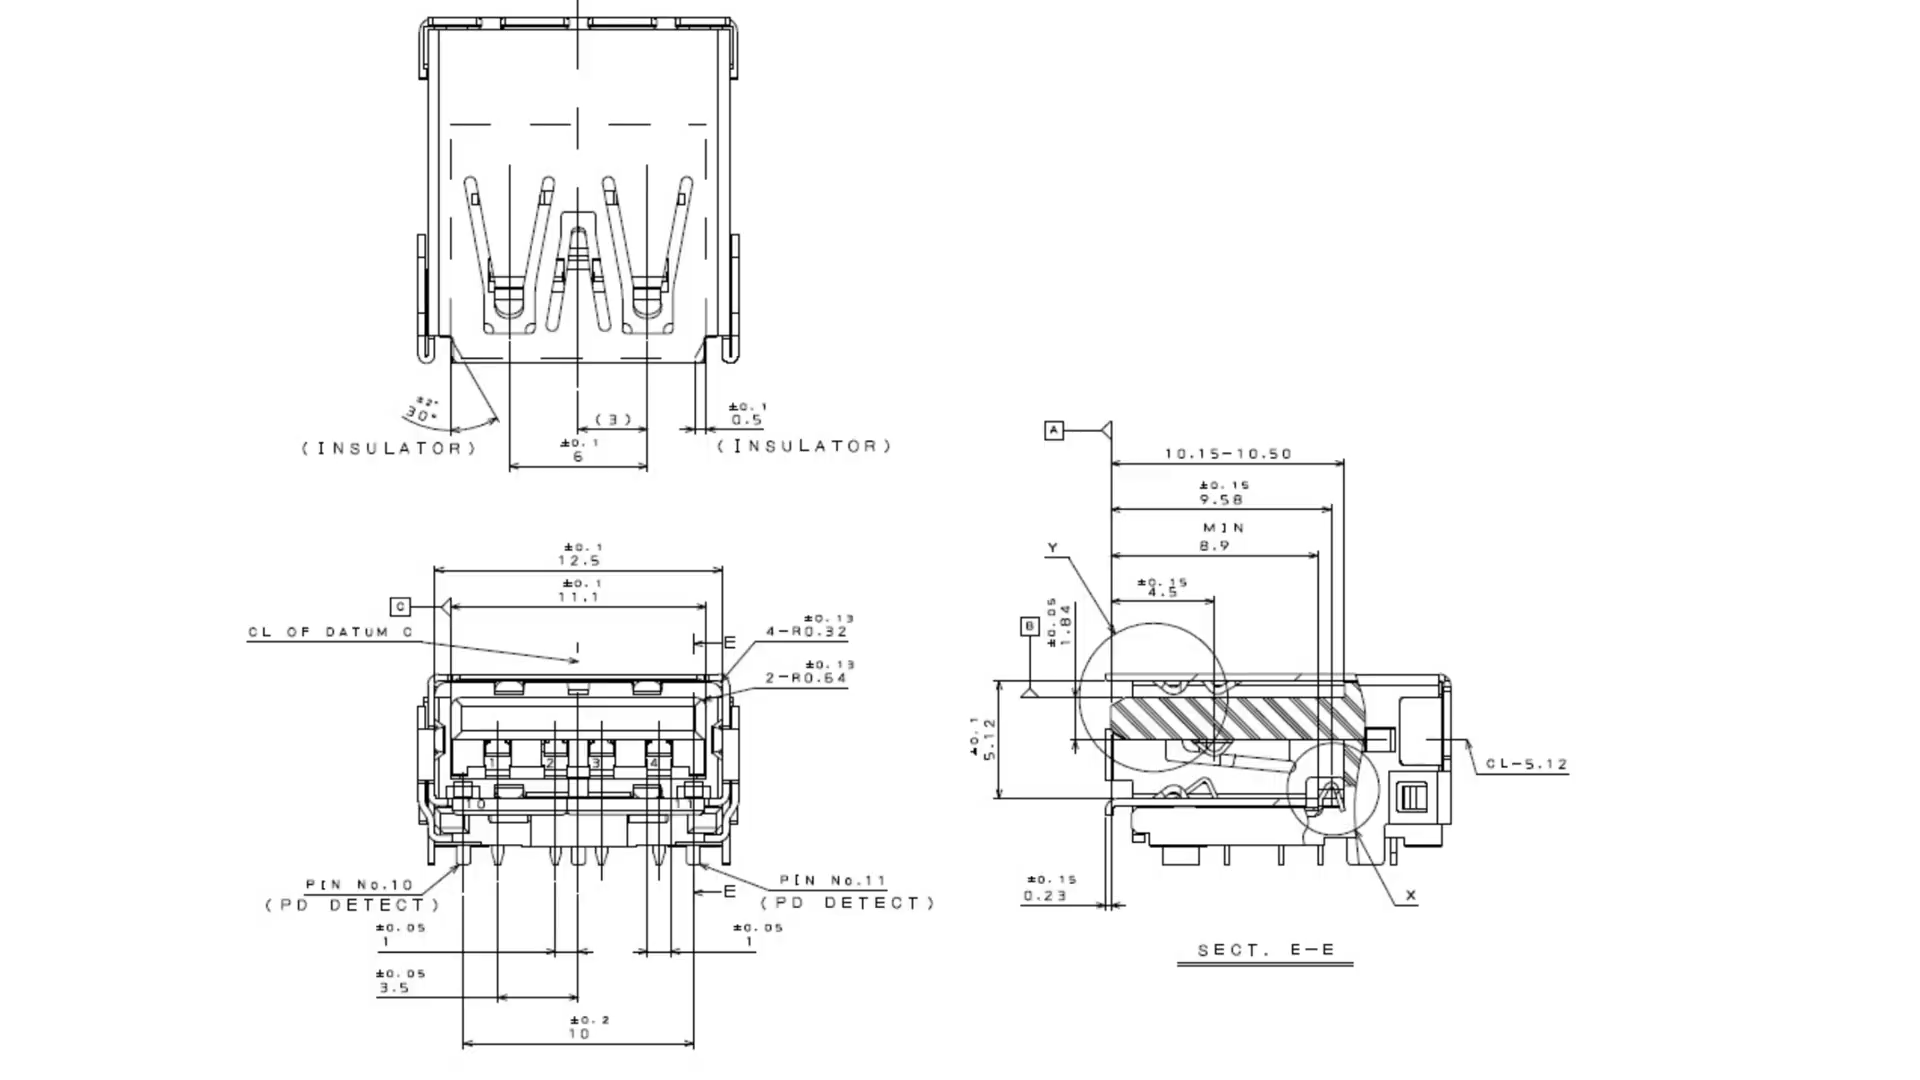 ±2°
30°
(INSULATOR)
(3)
±0.1
6
±0.1
0.5
(INSULATOR)
±0.1
12.5
±0.1
11.1
C
CL OF DATUM C
E
±0.13
4-R0.32
±0.13
2-R0.64
1 2 3 4
10 11
PIN No.10
(PD DETECT)
E
PIN No.11
(PD DETECT)
±0.05
1
±0.05
1
±0.05
3.5
±0.2
10
A
10.15-10.50
±0.15
9.58
MIN
8.9
Y
±0.15
4.5
B
±0.05
1.84
±0.1
5.12
CL-5.12
±0.15
0.23
X
SECT. E-E